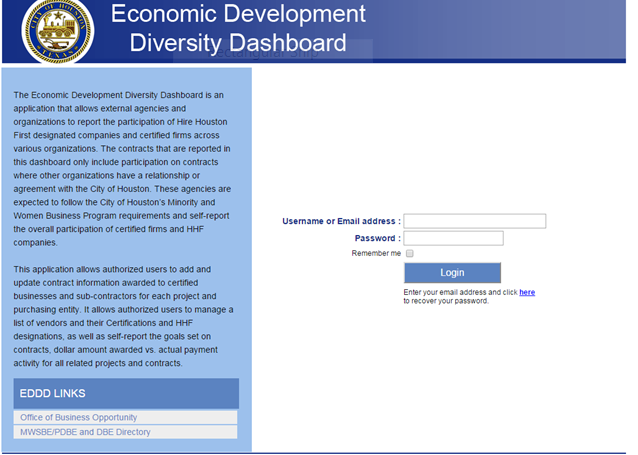 CITY OF HOUSTON
TEXAS
Economic Development
Diversity Dashboard
Rectangular Snip
The Economic Development Diversity Dashboard is an
application that allows external agencies and
organizations to report the participation of Hire Houston
First designated companies and certified firms across
various organizations. The contracts that are reported in
this dashboard only include participation on contracts
where other organizations have a relationship or
agreement with the City of Houston. These agencies are
expected to follow the City of Houston's Minority and
Women Business Program requirements and self-report
the overall participation of certified firms and HHF
companies.
This application allows authorized users to add and
update contract information awarded to certified
businesses and sub-contractors for each project and
purchasing entity. It allows authorized users to manage a
list of vendors and their Certifications and HHF
designations, as well as self-report the goals set on
contracts, dollar amount awarded vs. actual payment
activity for all related projects and contracts.
EDDD LINKS
Office of Business Opportunity
MWSBE/PDBE and DBE Directory
Username or Email address :
Password :
Remember me
Login
Enter your email address and click here
to recover your password.